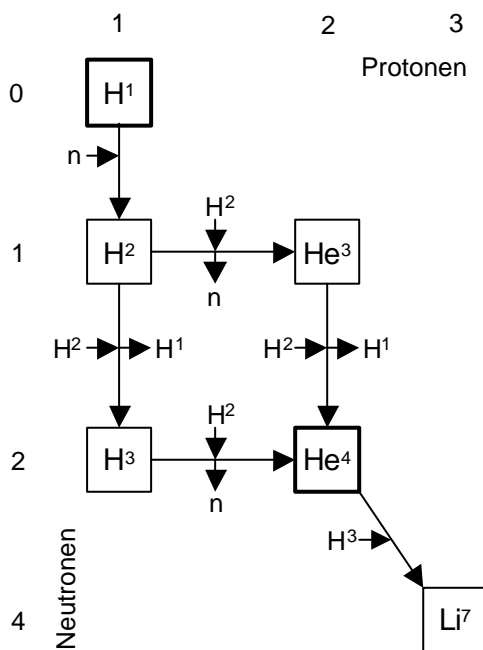 1 2 3
Protonen
0 H1
n
H2
1 H2 He3
n
H2 H1 H2 H1
H2
2 H3 He4
n
H3
Neutronen
4 Li7